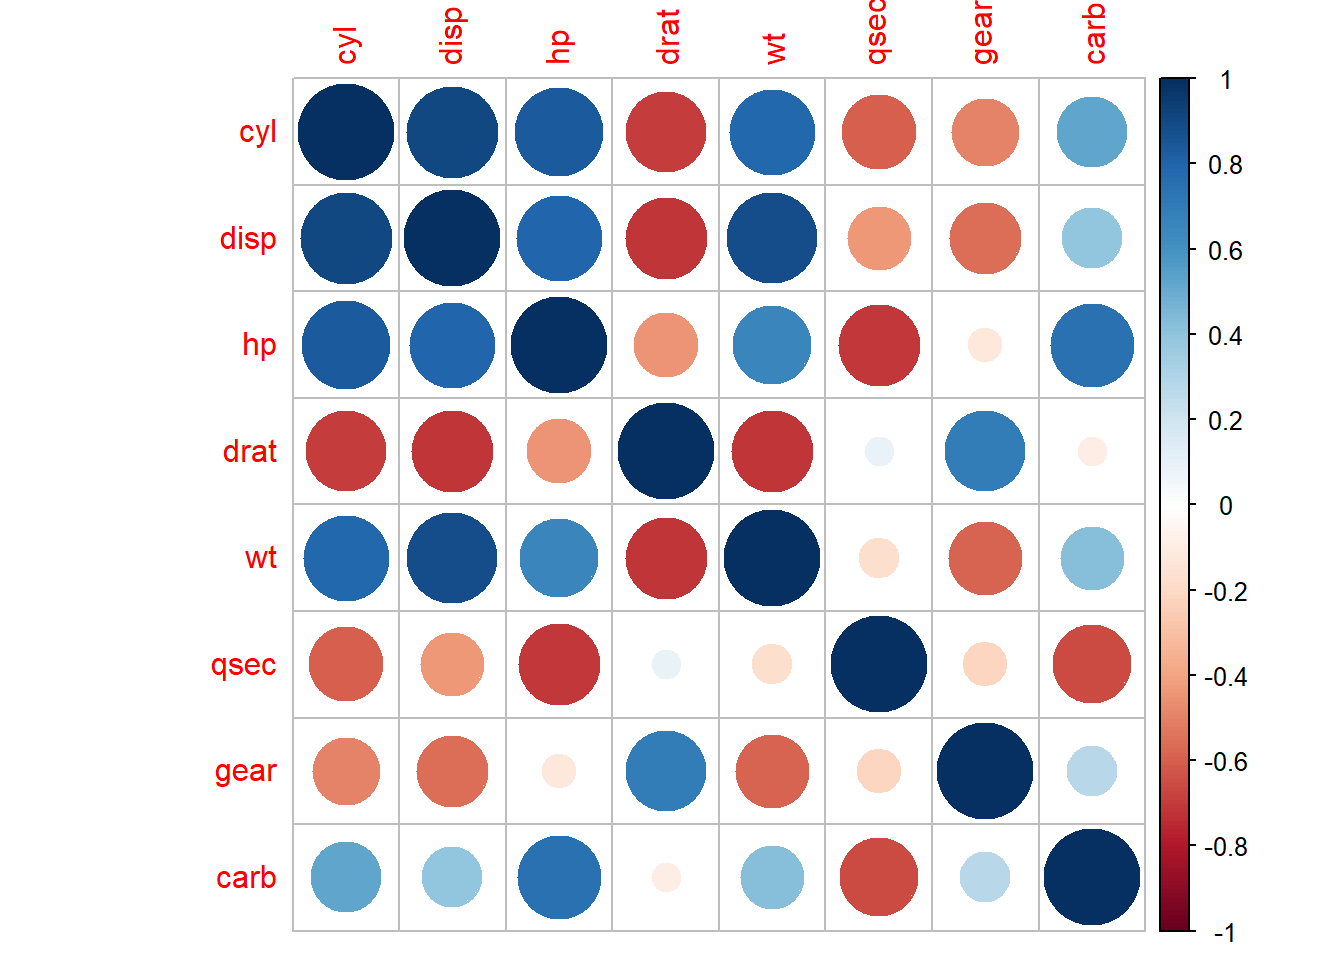 cyl disp hp drat wt qsec gear carb
cyl
disp
hp
drat
wt
qsec
gear
carb
1
0.8
0.6
0.4
0.2
0
-0.2
-0.4
-0.6
-0.8
-1